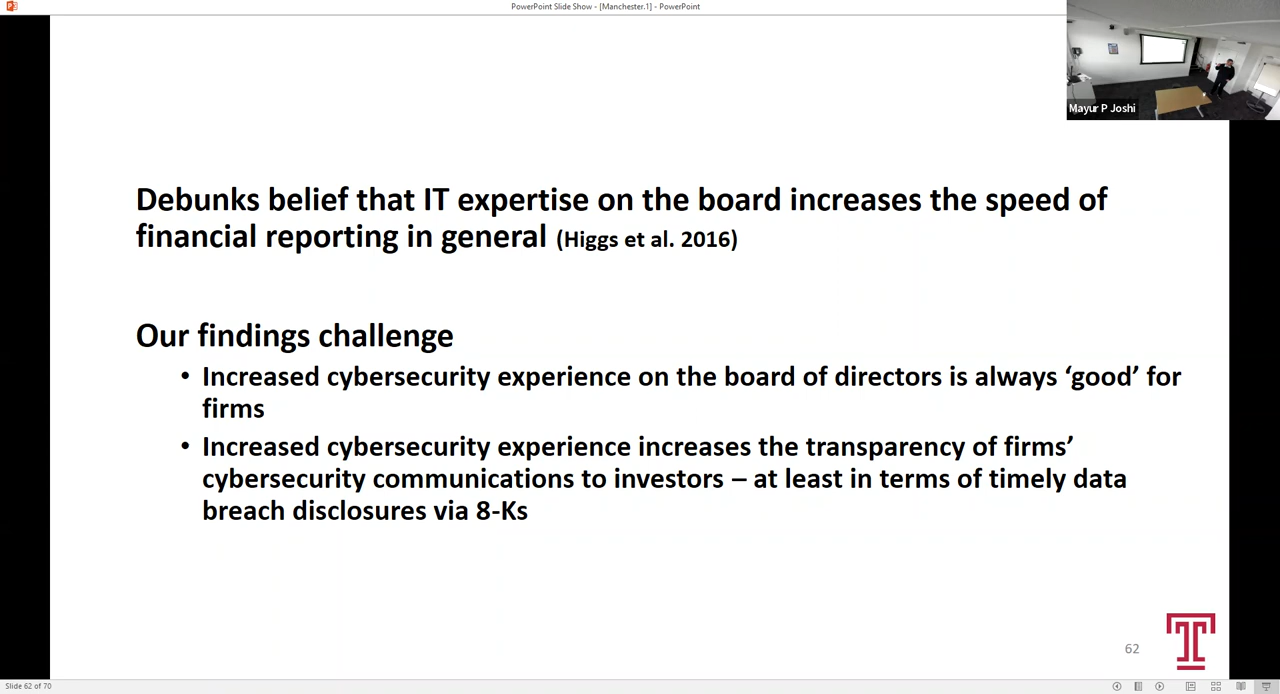 PowerPoint Slide Show - [Manchester.1] - PowerPoint
Mayur P Joshi
Debunks belief that IT expertise on the board increases the speed of
financial reporting in general (Higgs et al. 2016)
Our findings challenge
• Increased cybersecurity experience on the board of directors is always ‘good’ for
firms
• Increased cybersecurity experience increases the transparency of firms’
cybersecurity communications to investors – at least in terms of timely data
breach disclosures via 8-Ks
62
Slide 62 of 70